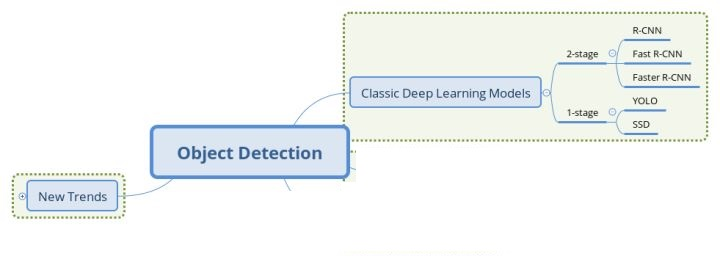 Object Detection
Classic Deep Learning Models
2-stage
R-CNN
Fast R-CNN
Faster R-CNN
1-stage
YOLO
SSD
New Trends